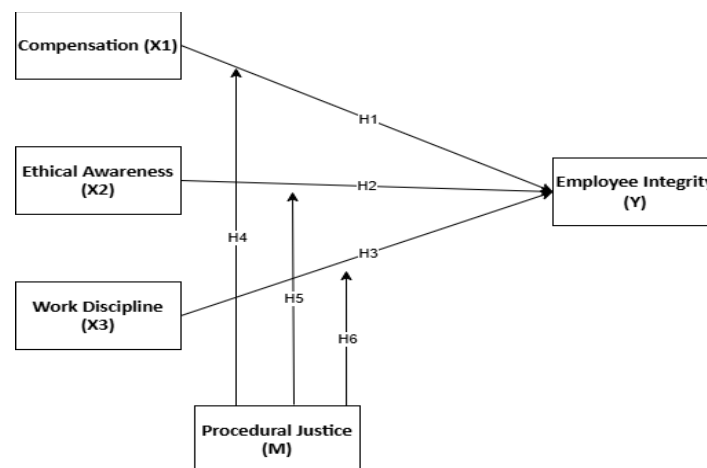 Compensation (X1)
H1
Ethical Awareness
(X2)
H2
Employee Integrity
(Y)
H4
H3
Work Discipline
(X3)
H5
H6
Procedural Justice
(M)